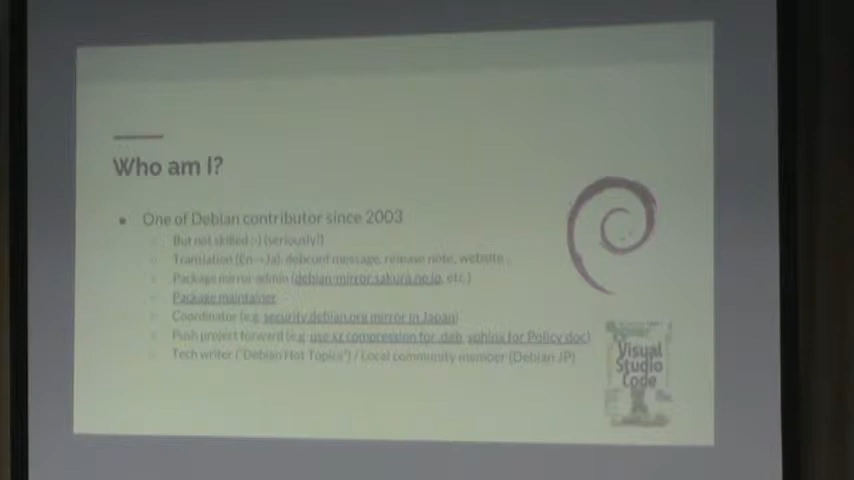 Who am I?
● One of Debian contributor since 2003
○ But not skilled :-) (seriously!)
○ Translation (En->Ja): debconf message, release note, website..
○ Package mirror admin (debian-mirror.sakura.ne.jp, etc.)
○ Package maintainer
○ Coordinator (e.g. security.debian.org mirror in Japan)
○ Push project forward (e.g. use xz compression for .deb, sphinx for Policy doc)
○ Tech writer ("Debian Hot Topics") / Local community member (Debian JP)
Visual
Studio
Code